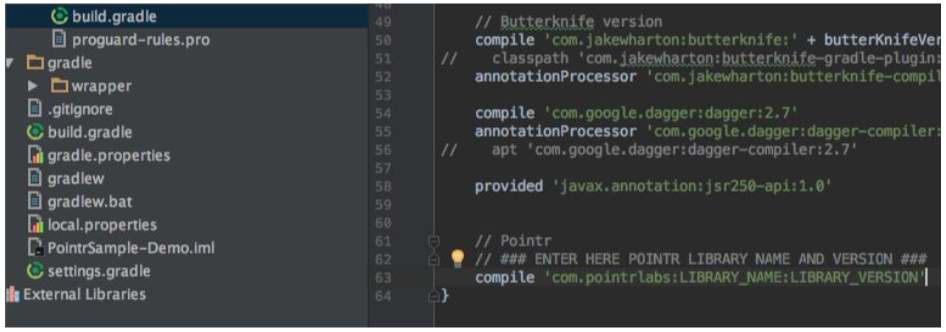 build.gradle
proguard-rules.pro
gradle
wrapper
.gitignore
build.gradle
gradle.properties
gradlew
gradlew.bat
local.properties
PointrSample-Demo.iml
settings.gradle
External Libraries
49 // Butterknife version
50 compile 'com.jakewharton:butterknife:' + butterKnifeVer
51 // classpath 'com.jakewharton:butterknife-gradle-plugin:
52 annotationProcessor 'com.jakewharton:butterknife-compil
53
54 compile 'com.google.dagger:dagger:2.7'
55 annotationProcessor 'com.google.dagger:dagger-compiler:
56 // apt 'com.google.dagger:dagger-compiler:2.7'
57
58 provided 'javax.annotation:jsr250-api:1.0'
59
60
61 // Pointr
62 // ### ENTER HERE POINTR LIBRARY NAME AND VERSION ###
63 compile 'com.pointrlabs:LIBRARY_NAME:LIBRARY_VERSION'
64 }